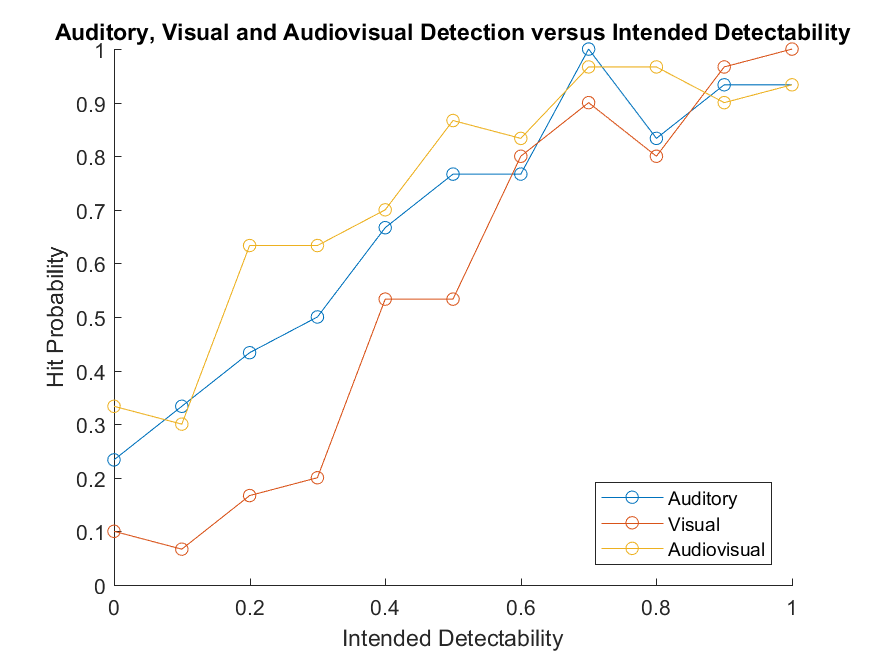 Auditory, Visual and Audiovisual Detection versus Intended Detectability
1
0.9
0.8
0.7
0.6
0.5
0.4
0.3
0.2
0.1
0
Hit Probability
0
0.2
0.4
0.6
0.8
1
Intended Detectability
Auditory
Visual
Audiovisual